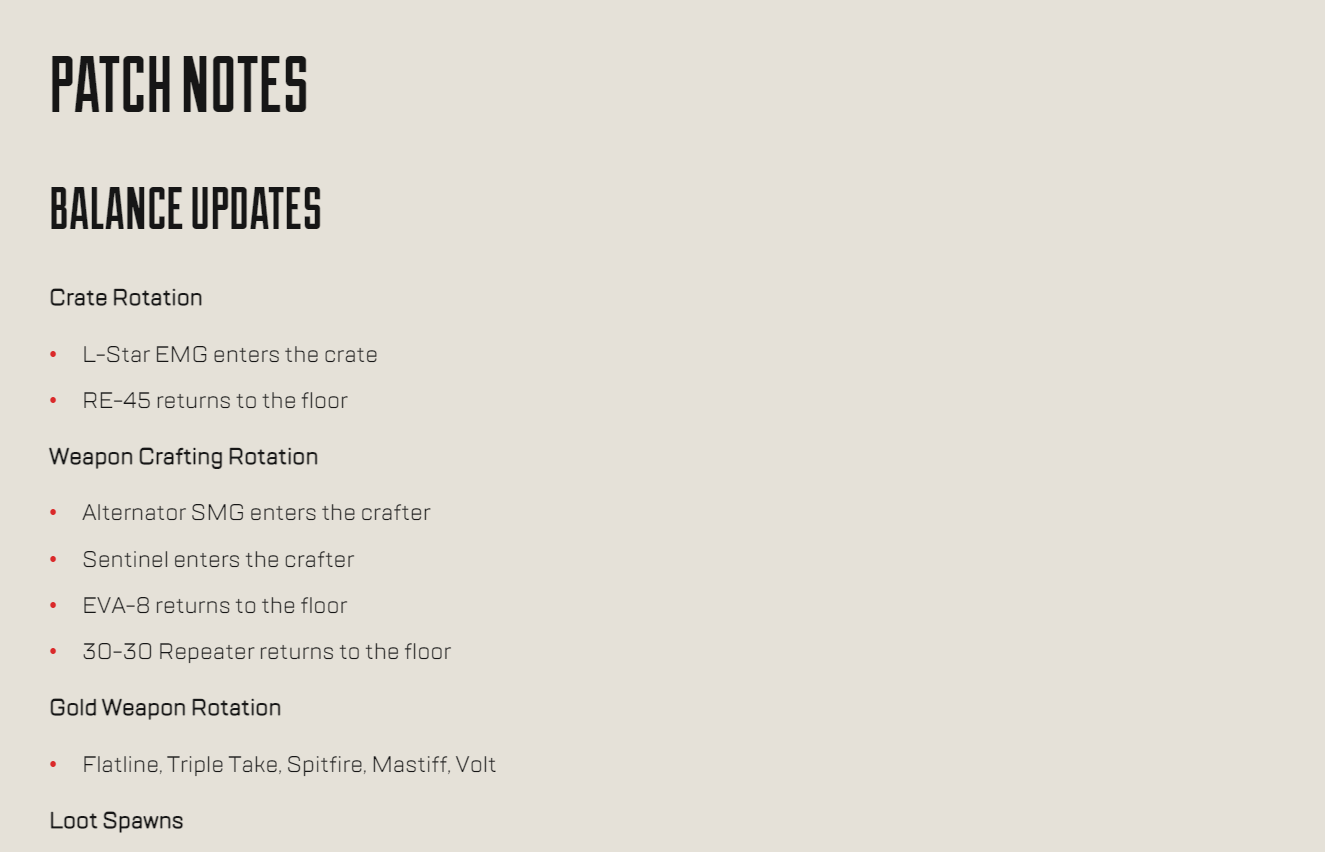 PATCH NOTES
BALANCE UPDATES
Crate Rotation
• L-Star EMG enters the crate
• RE-45 returns to the floor
Weapon Crafting Rotation
• Alternator SMG enters the crafter
• Sentinel enters the crafter
• EVA-8 returns to the floor
• 30-30 Repeater returns to the floor
Gold Weapon Rotation
• Flatline, Triple Take, Spitfire, Mastiff, Volt
Loot Spawns